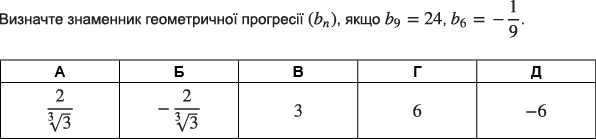 Визначте знаменник геометричної прогресії (bₙ), якщо b₉ = 24, b₆ = −1/9.
А Б В Г Д
2/∛3 −2/∛3 3 6 −6